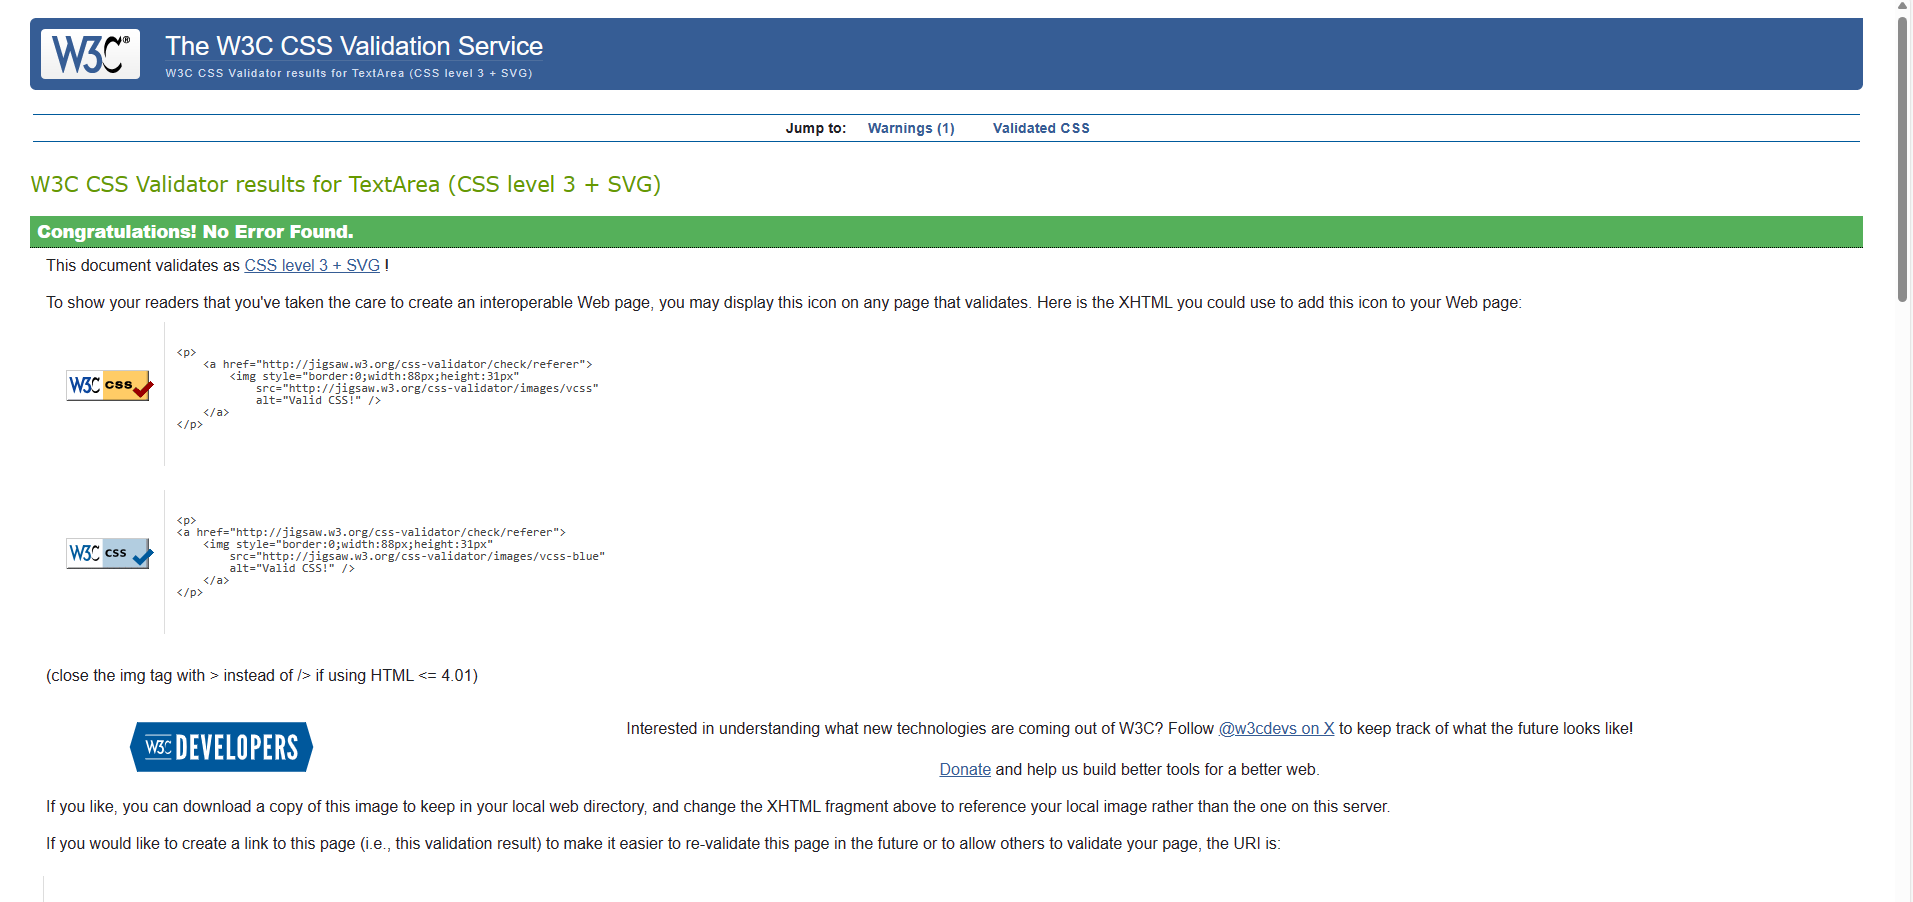 W3C®
The W3C CSS Validation Service
W3C CSS Validator results for TextArea (CSS level 3 + SVG)
Jump to: Warnings (1) Validated CSS
W3C CSS Validator results for TextArea (CSS level 3 + SVG)
Congratulations! No Error Found.
This document validates as CSS level 3 + SVG !
To show your readers that you've taken the care to create an interoperable Web page, you may display this icon on any page that validates. Here is the XHTML you could use to add this icon to your Web page:
W3C css
<p>
<a href="http://jigsaw.w3.org/css-validator/check/referer">
<img style="border:0;width:88px;height:31px"
src="http://jigsaw.w3.org/css-validator/images/vcss"
alt="Valid CSS!" />
</a>
</p>
W3C css
<p>
<a href="http://jigsaw.w3.org/css-validator/check/referer">
<img style="border:0;width:88px;height:31px"
src="http://jigsaw.w3.org/css-validator/images/vcss-blue"
alt="Valid CSS!" />
</a>
</p>
(close the img tag with > instead of /> if using HTML <= 4.01)
W3C DEVELOPERS
Interested in understanding what new technologies are coming out of W3C? Follow @w3cdevs on X to keep track of what the future looks like!
Donate and help us build better tools for a better web.
If you like, you can download a copy of this image to keep in your local web directory, and change the XHTML fragment above to reference your local image rather than the one on this server.
If you would like to create a link to this page (i.e., this validation result) to make it easier to re-validate this page in the future or to allow others to validate your page, the URI is: